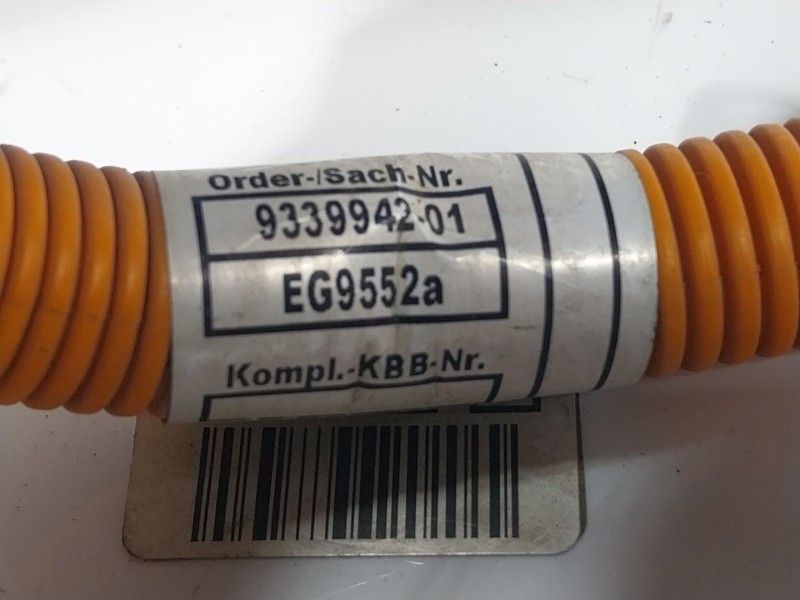 Order-/Sach-Nr.
9339942-01
EG9552a
Kompl.-KBB-Nr.